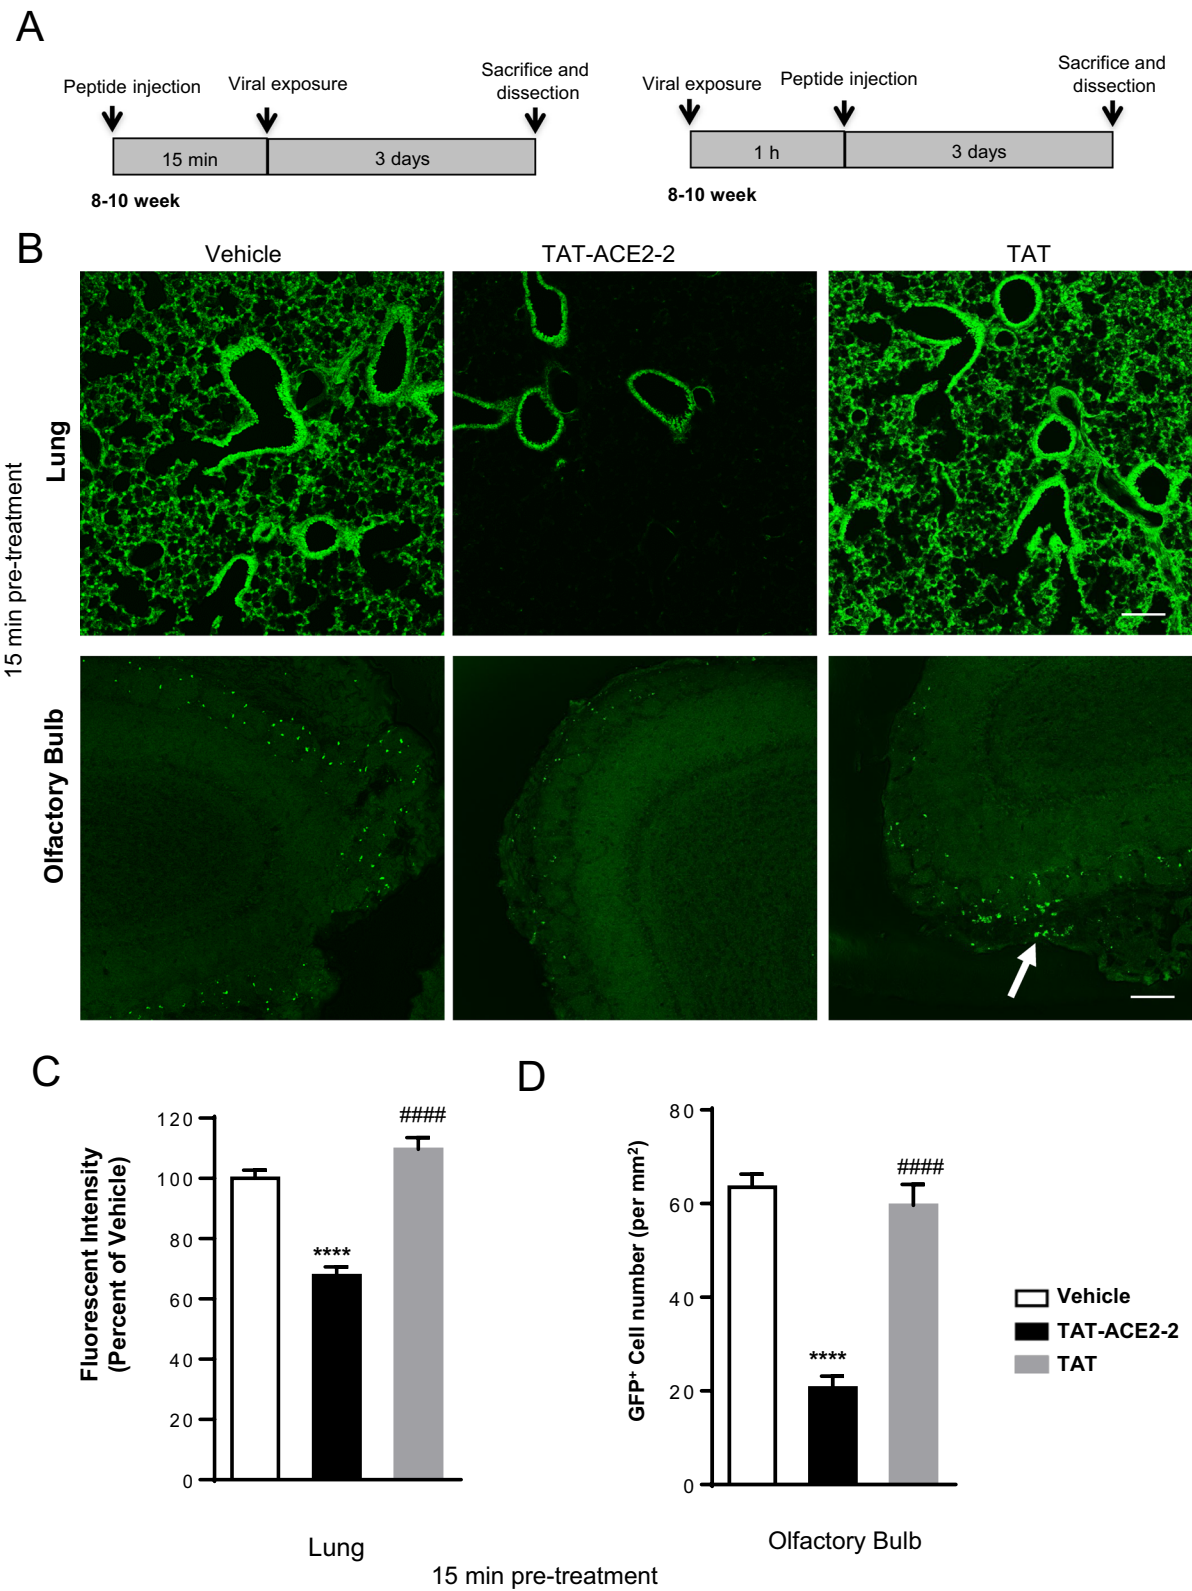 A
Peptide injection
Viral exposure
Sacrifice and
dissection
15 min
3 days
8-10 week
Viral exposure
Peptide injection
Sacrifice and
dissection
1 h
3 days
8-10 week
B
Vehicle
TAT-ACE2-2
TAT
15 min pre-treatment
Lung
Olfactory Bulb
C
Fluorescent Intensity
(Percent of Vehicle)
120
100
80
60
40
20
0
****
####
Lung
D
GFP⁺ Cell number (per mm²)
80
60
40
20
0
****
####
Olfactory Bulb
Vehicle
TAT-ACE2-2
TAT
15 min pre-treatment